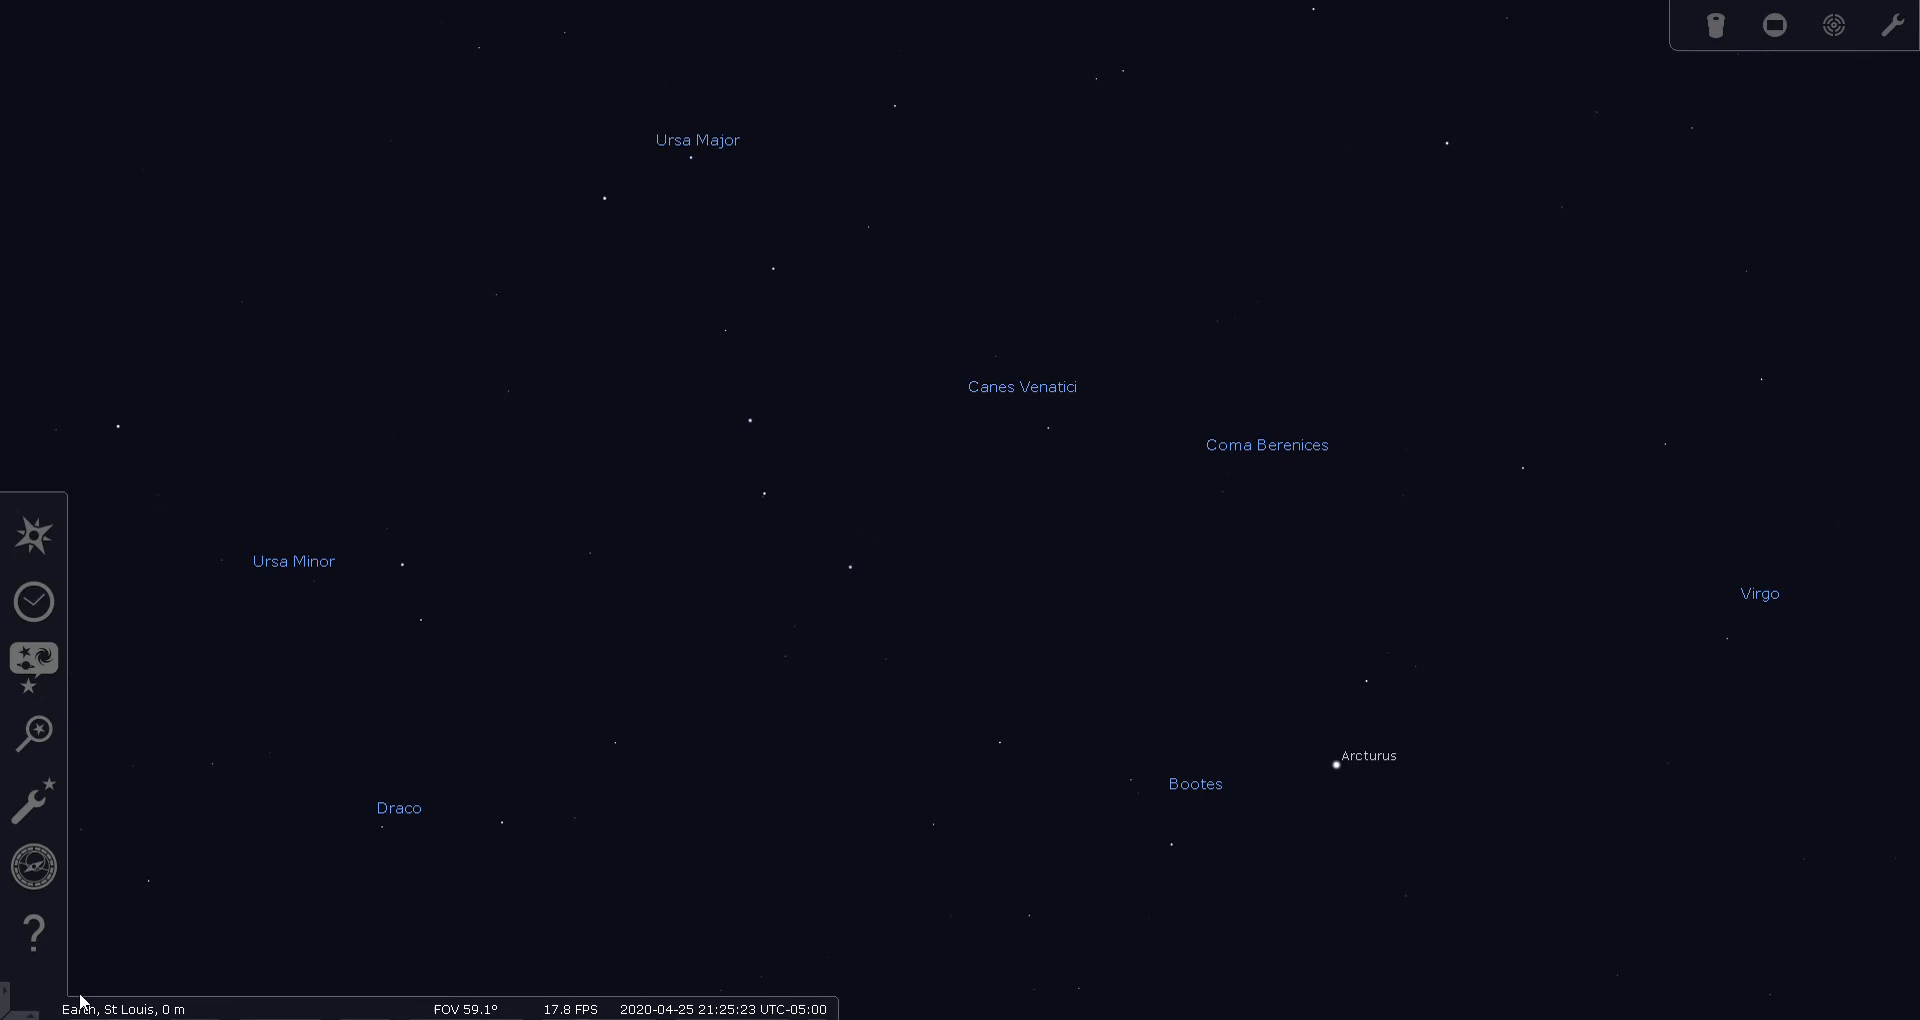 Ursa Major
Canes Venatici
Coma Berenices
Ursa Minor
Virgo
Arcturus
Bootes
Draco
?
Earth, St Louis, 0 m FOV 59.1° 17.8 FPS 2020-04-25 21:25:23 UTC-05:00